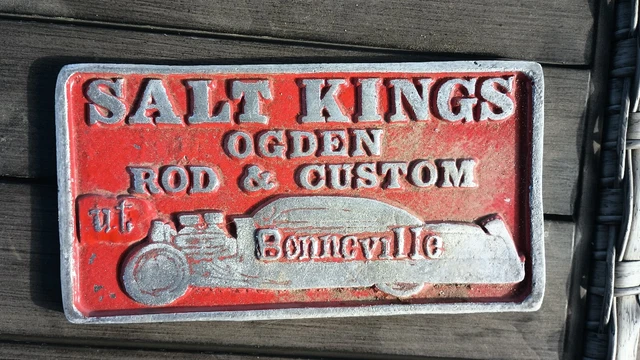 SALT KINGS
OGDEN
ROD & CUSTOM
ut
Bonneville